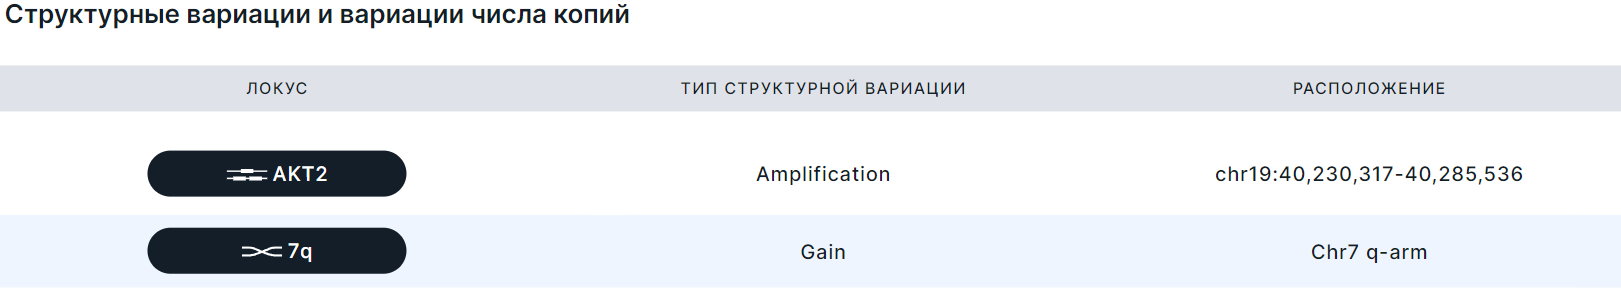 Структурные вариации и вариации числа копий
ЛОКУС ТИП СТРУКТУРНОЙ ВАРИАЦИИ РАСПОЛОЖЕНИЕ
AKT2 Amplification chr19:40,230,317-40,285,536
7q Gain Chr7 q-arm